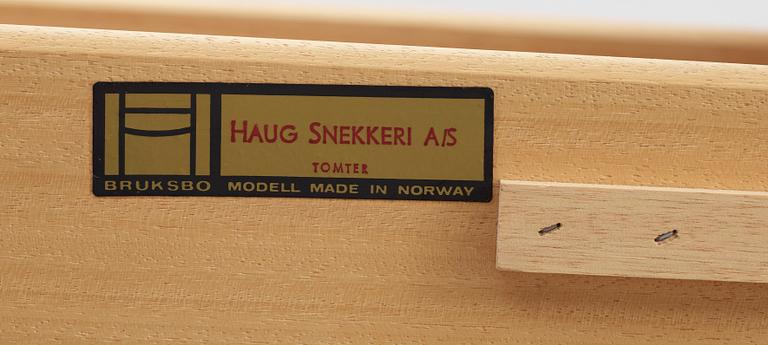 HAUG SNEKKERI A/S
TOMTER
BRUKSBO MODELL MADE IN NORWAY